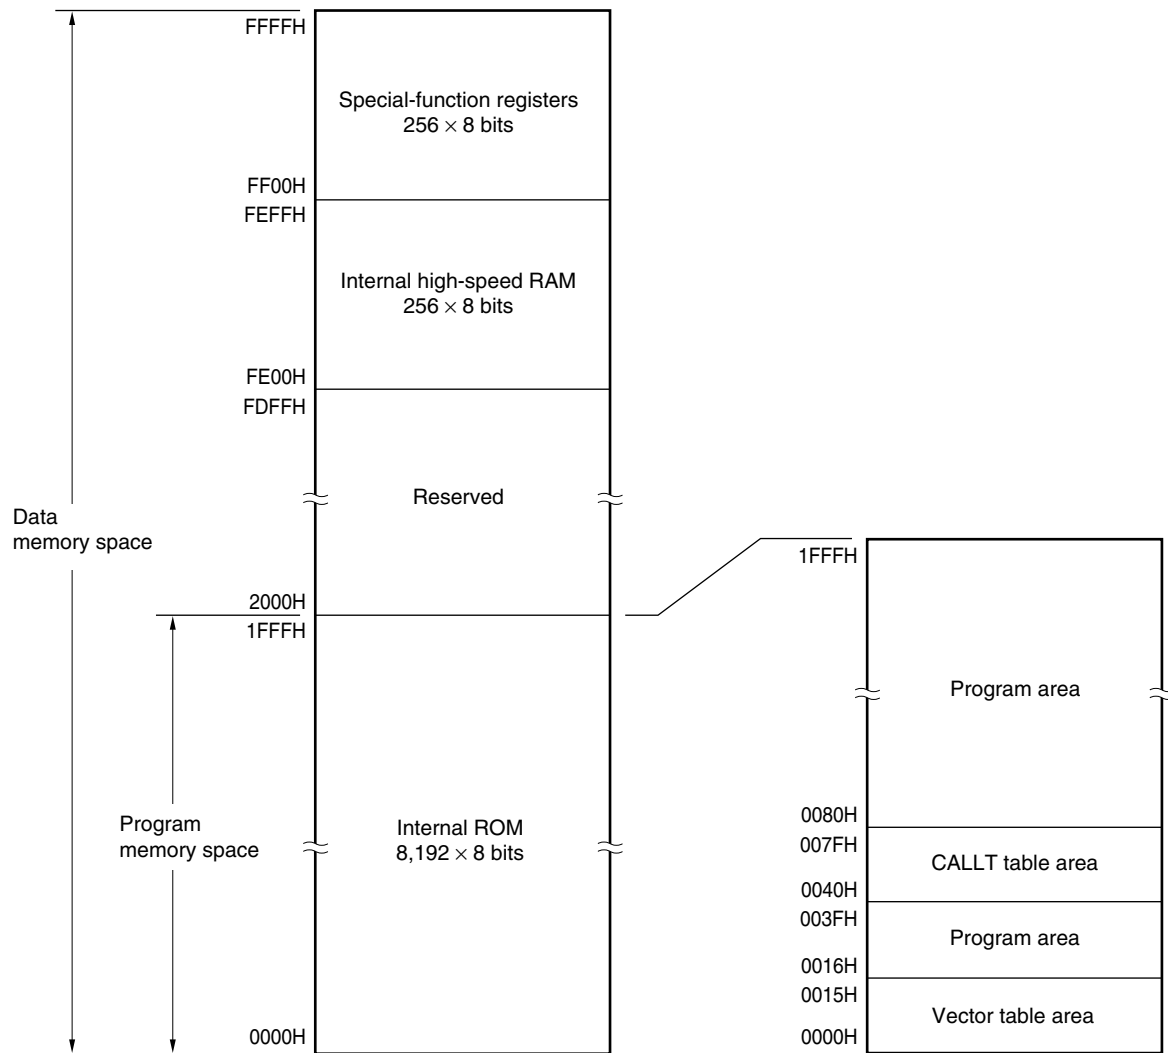 FFFFH
Special-function registers
256 × 8 bits
FF00H
FEFFH
Internal high-speed RAM
256 × 8 bits
FE00H
FDFFH
Reserved
Data
memory space
2000H
1FFFH
Program
memory space
Internal ROM
8,192 × 8 bits
0000H
1FFFH
Program area
0080H
007FH
CALLT table area
0040H
003FH
Program area
0016H
0015H
Vector table area
0000H